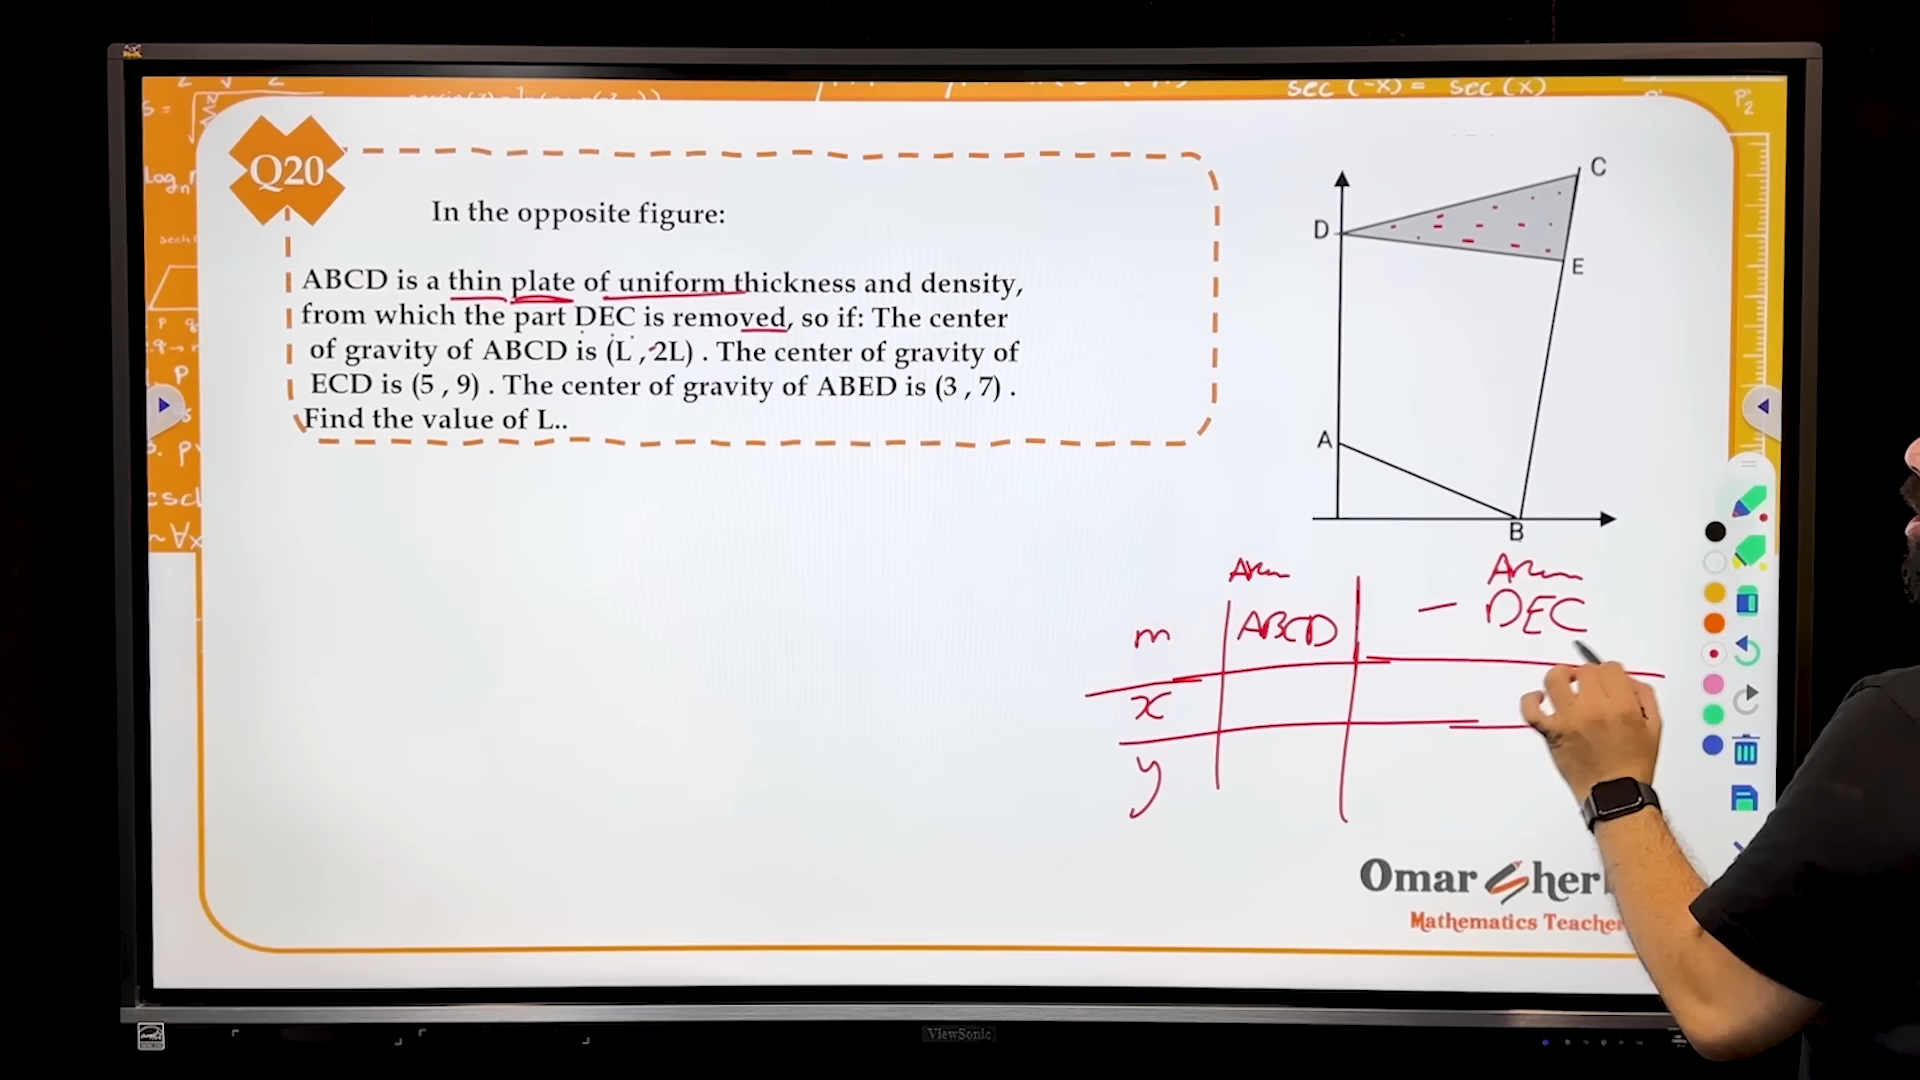 sec (-x) = sec (x)
Q20
In the opposite figure:
ABCD is a thin plate of uniform thickness and density,
from which the part DEC is removed, so if: The center
of gravity of ABCD is (L , 2L) . The center of gravity of
ECD is (5 , 9) . The center of gravity of ABED is (3 , 7) .
Find the value of L..
C
D
E
A
B
m
ABCD
- DEC
x
y
Omar Sher
Mathematics Teacher
ViewSonic